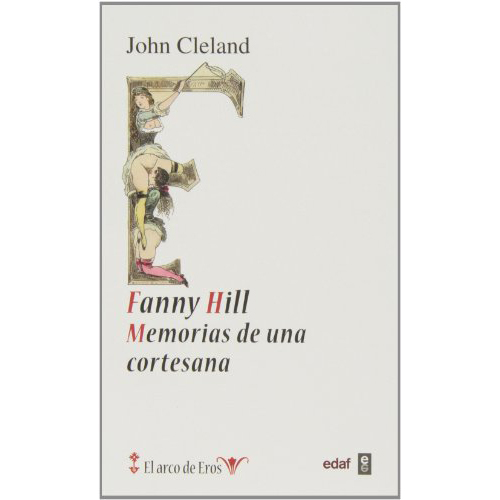 John Cleland
Fanny Hill
Memorias de una
cortesana
El arco de Eros
edaf